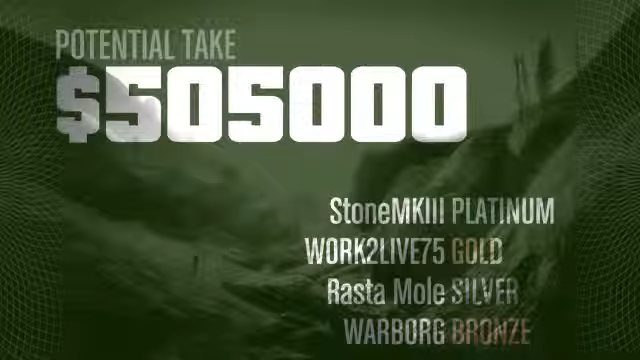 POTENTIAL TAKE
$505000
StoneMKIII PLATINUM
WORK2LIVE75 GOLD
Rasta Mole SILVER
WARBORG BRONZE